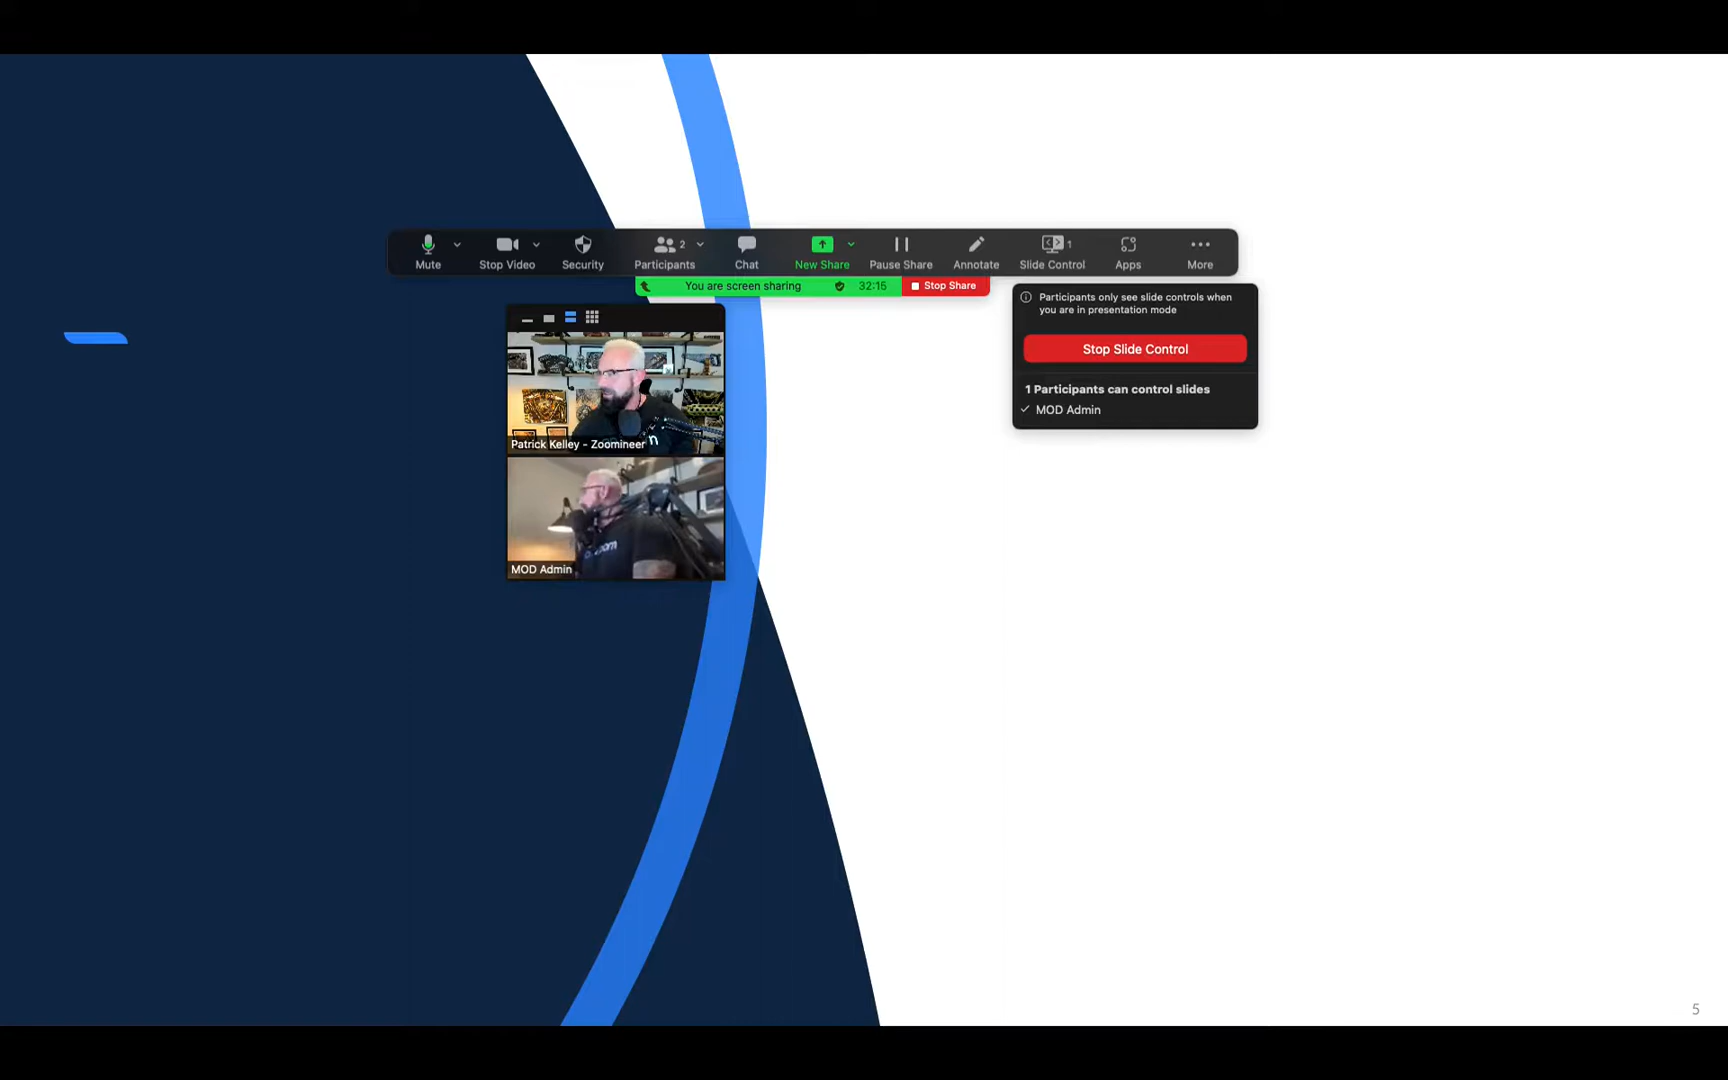 Mute
Stop Video
Security
Participants
2
Chat
New Share
Pause Share
Annotate
Slide Control
1
Apps
More
You are screen sharing
32:15
Stop Share
Participants only see slide controls when
you are in presentation mode
Stop Slide Control
1 Participants can control slides
MOD Admin
Patrick Kelley - Zoomineer
MOD Admin
5